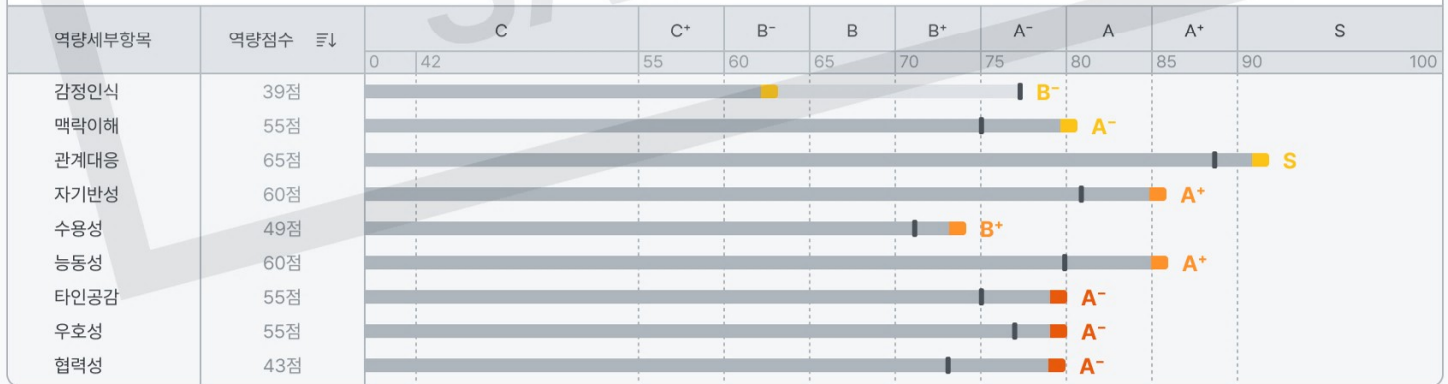 역량세부항목 역량점수 C C⁺ B⁻ B B⁺ A⁻ A A⁺ S
0 42 55 60 65 70 75 80 85 90 100
감정인식 39점 B⁻
맥락이해 55점 A⁻
관계대응 65점 S
자기반성 60점 A⁺
수용성 49점 B⁺
능동성 60점 A⁺
타인공감 55점 A⁻
우호성 55점 A⁻
협력성 43점 A⁻